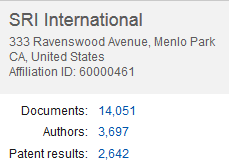 SRI International
333 Ravenswood Avenue, Menlo Park
CA, United States
Affiliation ID: 60000461
Documents: 14,051
Authors: 3,697
Patent results: 2,642